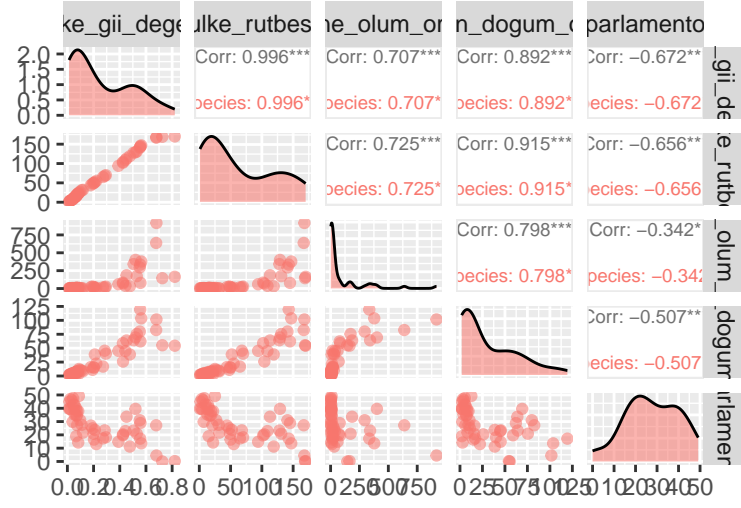 ke_gii_dege ulke_rutbes ne_olum_or n_dogum_o parlamento
2.0 Corr: 0.996*** Corr: 0.707*** Corr: 0.892*** Corr: −0.672** _gii_de
1.5
1.0
0.5 pecies: 0.996* pecies: 0.707* pecies: 0.892* pecies: −0.672
0.0
150 Corr: 0.725*** Corr: 0.915*** Corr: −0.656** e_rutbe
100
50 pecies: 0.725* pecies: 0.915* pecies: −0.656
0
750 Corr: 0.798*** Corr: −0.342* _olum_
500
250 pecies: 0.798* pecies: −0.342
0
125 Corr: −0.507** dogum
100
75
50
25 pecies: −0.507
0
50 rlamen
40
30
20
10
0
0.0 0.2 0.4 0.6 0.8 0 50 100 150 0 250 500 750 0 25 50 75 100 125 0 10 20 30 40 50